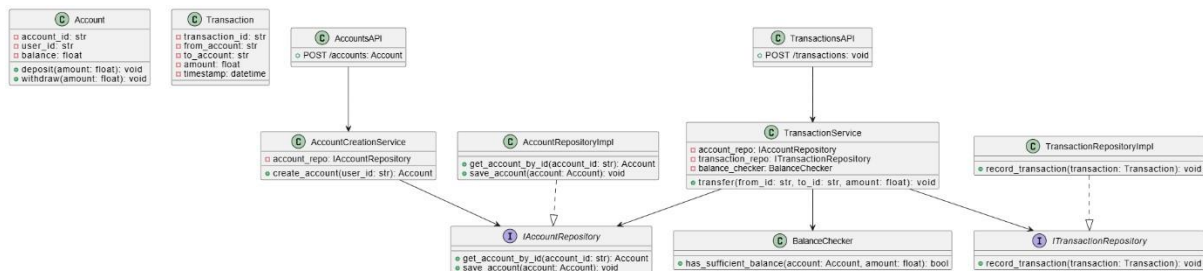 C Account
account_id: str
user_id: str
balance: float
deposit(amount: float): void
withdraw(amount: float): void
C Transaction
transaction_id: str
from_account: str
to_account: str
amount: float
timestamp: datetime
C AccountsAPI
POST /accounts: Account
C TransactionsAPI
POST /transactions: void
C AccountCreationService
account_repo: IAccountRepository
create_account(user_id: str): Account
C AccountRepositoryImpl
get_account_by_id(account_id: str): Account
save_account(account: Account): void
C TransactionService
account_repo: IAccountRepository
transaction_repo: ITransactionRepository
balance_checker: BalanceChecker
transfer(from_id: str, to_id: str, amount: float): void
C TransactionRepositoryImpl
record_transaction(transaction: Transaction): void
I IAccountRepository
get_account_by_id(account_id: str): Account
save_account(account: Account): void
C BalanceChecker
has_sufficient_balance(account: Account, amount: float): bool
I ITransactionRepository
record_transaction(transaction: Transaction): void